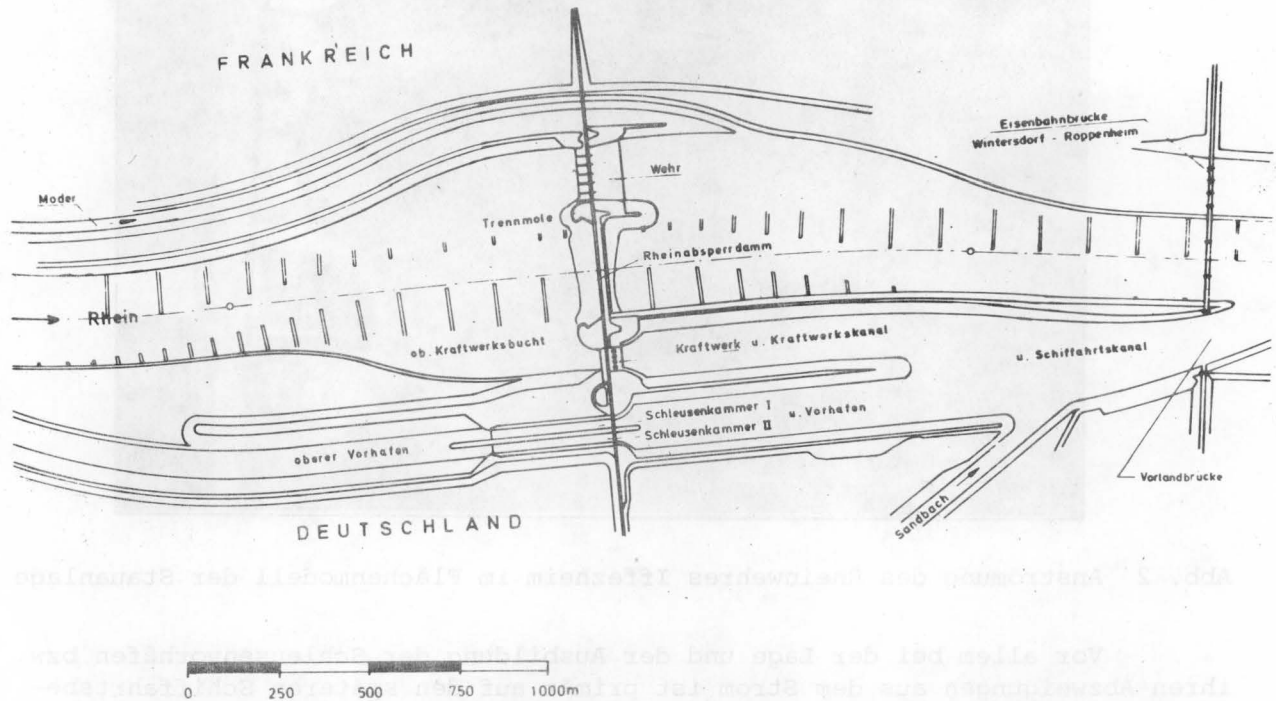 FRANKREICH
Eisenbahnbrücke
Wintersdorf - Roppenheim
Wehr
Moder
Trennmole
Rheinabsperrdamm
Rhein
ob. Kraftwerksbucht
Kraftwerk u. Kraftwerkskanal
u. Schiffahrtskanal
Schleusenkammer I
u. Vorhafen
Schleusenkammer II
oberer Vorhafen
Vorlandbrücke
Sandbach
DEUTSCHLAND
Abb. 2 Anströmung des Rheinwehres Iffezheim im Flächenmodell der Stauanlage
Vor allem bei der Lage und der Ausbildung der Schleusenvorhäfen bzw.
ihren Abzweigungen aus dem Strom ist primär auf den späteren Schiffahrtsbe-
0 250 500 750 1000m